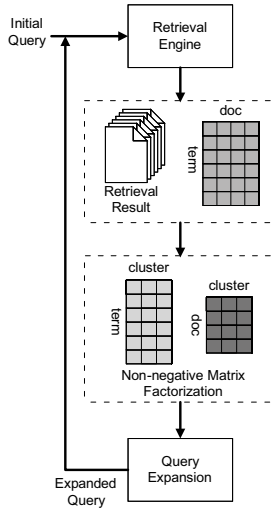 Initial
Query
Retrieval
Engine
doc
term
Retrieval
Result
cluster
term
cluster
doc
Non-negative Matrix
Factorization
Query
Expansion
Expanded
Query